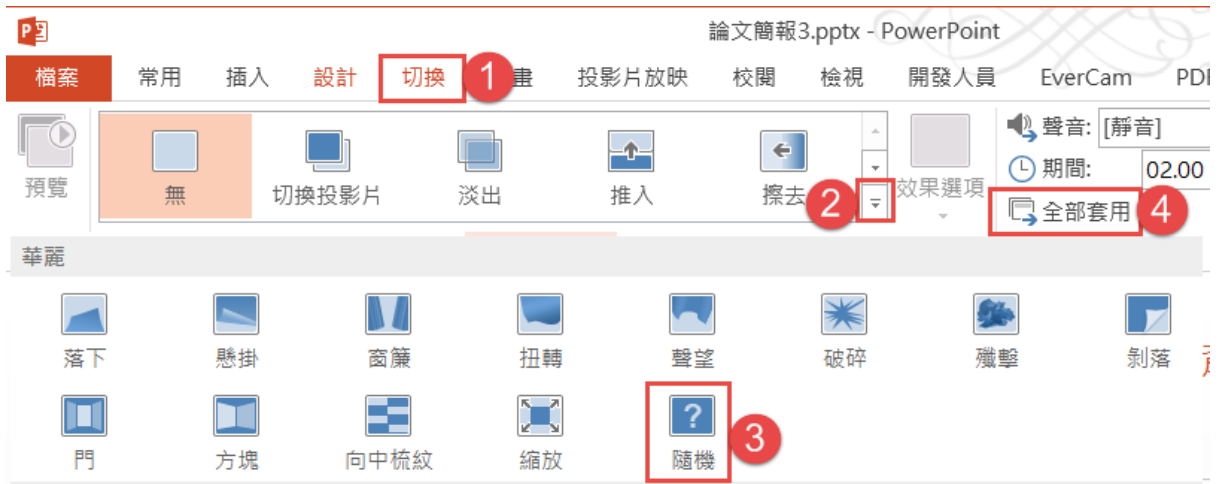 論文簡報3.pptx - PowerPoint
檔案 常用 插入 設計 切換 1 畫 投影片放映 校閱 檢視 開發人員 EverCam PDF
預覽 無 切換投影片 淡出 推入 擦去 2 效果選項
聲音: [靜音]
期間: 02.00
全部套用 4
華麗
落下 懸掛 窗簾 扭轉 聲望 破碎 殲擊 剝落
門 方塊 向中梳紋 縮放 ? 隨機 3